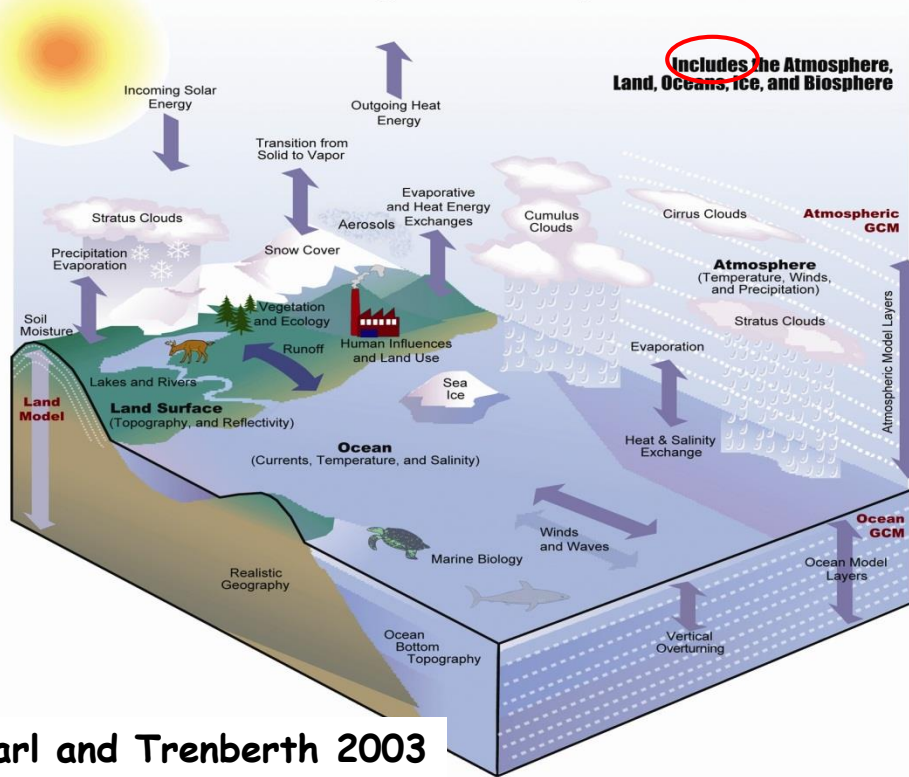 Includes the Atmosphere,
Land, Oceans, Ice, and Biosphere
Incoming Solar
Energy
Outgoing Heat
Energy
Transition from
Solid to Vapor
Evaporative
and Heat Energy
Exchanges
Stratus Clouds
Aerosols
Cumulus
Clouds
Cirrus Clouds
Atmospheric
GCM
Precipitation
Evaporation
Snow Cover
Atmosphere
(Temperature, Winds,
and Precipitation)
Soil
Moisture
Vegetation
and Ecology
Stratus Clouds
Runoff
Human Influences
and Land Use
Evaporation
Atmospheric Model Layers
Lakes and Rivers
Sea
Ice
Land
Model
Land Surface
(Topography, and Reflectivity)
Ocean
(Currents, Temperature, and Salinity)
Heat & Salinity
Exchange
Ocean
GCM
Winds
and Waves
Marine Biology
Ocean Model
Layers
Realistic
Geography
Ocean
Bottom
Topography
Vertical
Overturning
arl and Trenberth 2003